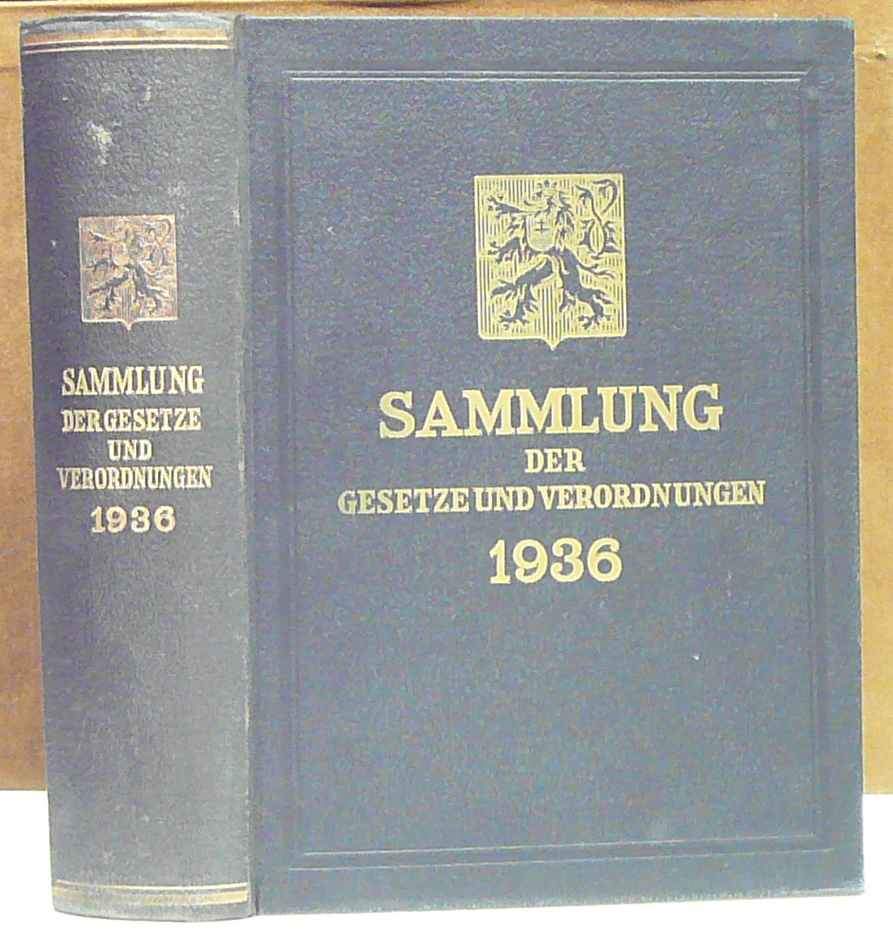 SAMMLUNG
DER GESETZE
UND
VERORDNUNGEN
1936
SAMMLUNG
DER
GESETZE UND VERORDNUNGEN
1936